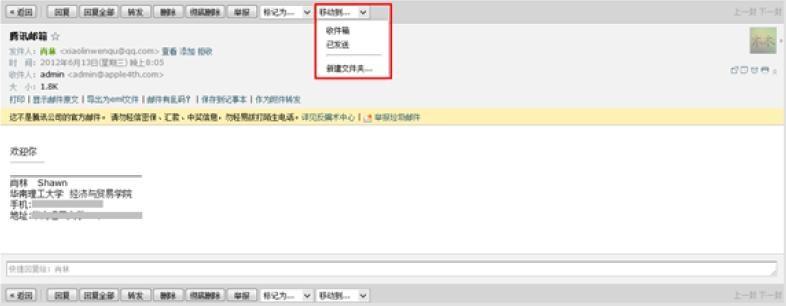 «返回 回复 回复全部 转发 删除 彻底删除 举报 标记为... 移动到... 上一封 下一封
收件箱
已发送
新建文件夹...
腾讯邮箱 ☆
发件人：肖林 <xiaolinwenqu@qq.com> 查看 添加 拒收
时 间：2012年6月13日(星期三) 晚上8:05
收件人：admin <admin@apple4th.com>
大 小：1.8K
打印 | 显示邮件原文 | 导出为eml文件 | 邮件有乱码? | 保存到记事本 | 作为附件转发
这不是腾讯公司的官方邮件。 请勿轻信密保、汇款、中奖信息，勿轻易拨打陌生电话。详见反骗术中心 | 举报垃圾邮件
欢迎你
肖林 Shawn
华南理工大学 经济与贸易学院
手机:
地址:
快捷回复给：肖林
«返回 回复 回复全部 转发 删除 彻底删除 举报 标记为... 移动到... 上一封 下一封